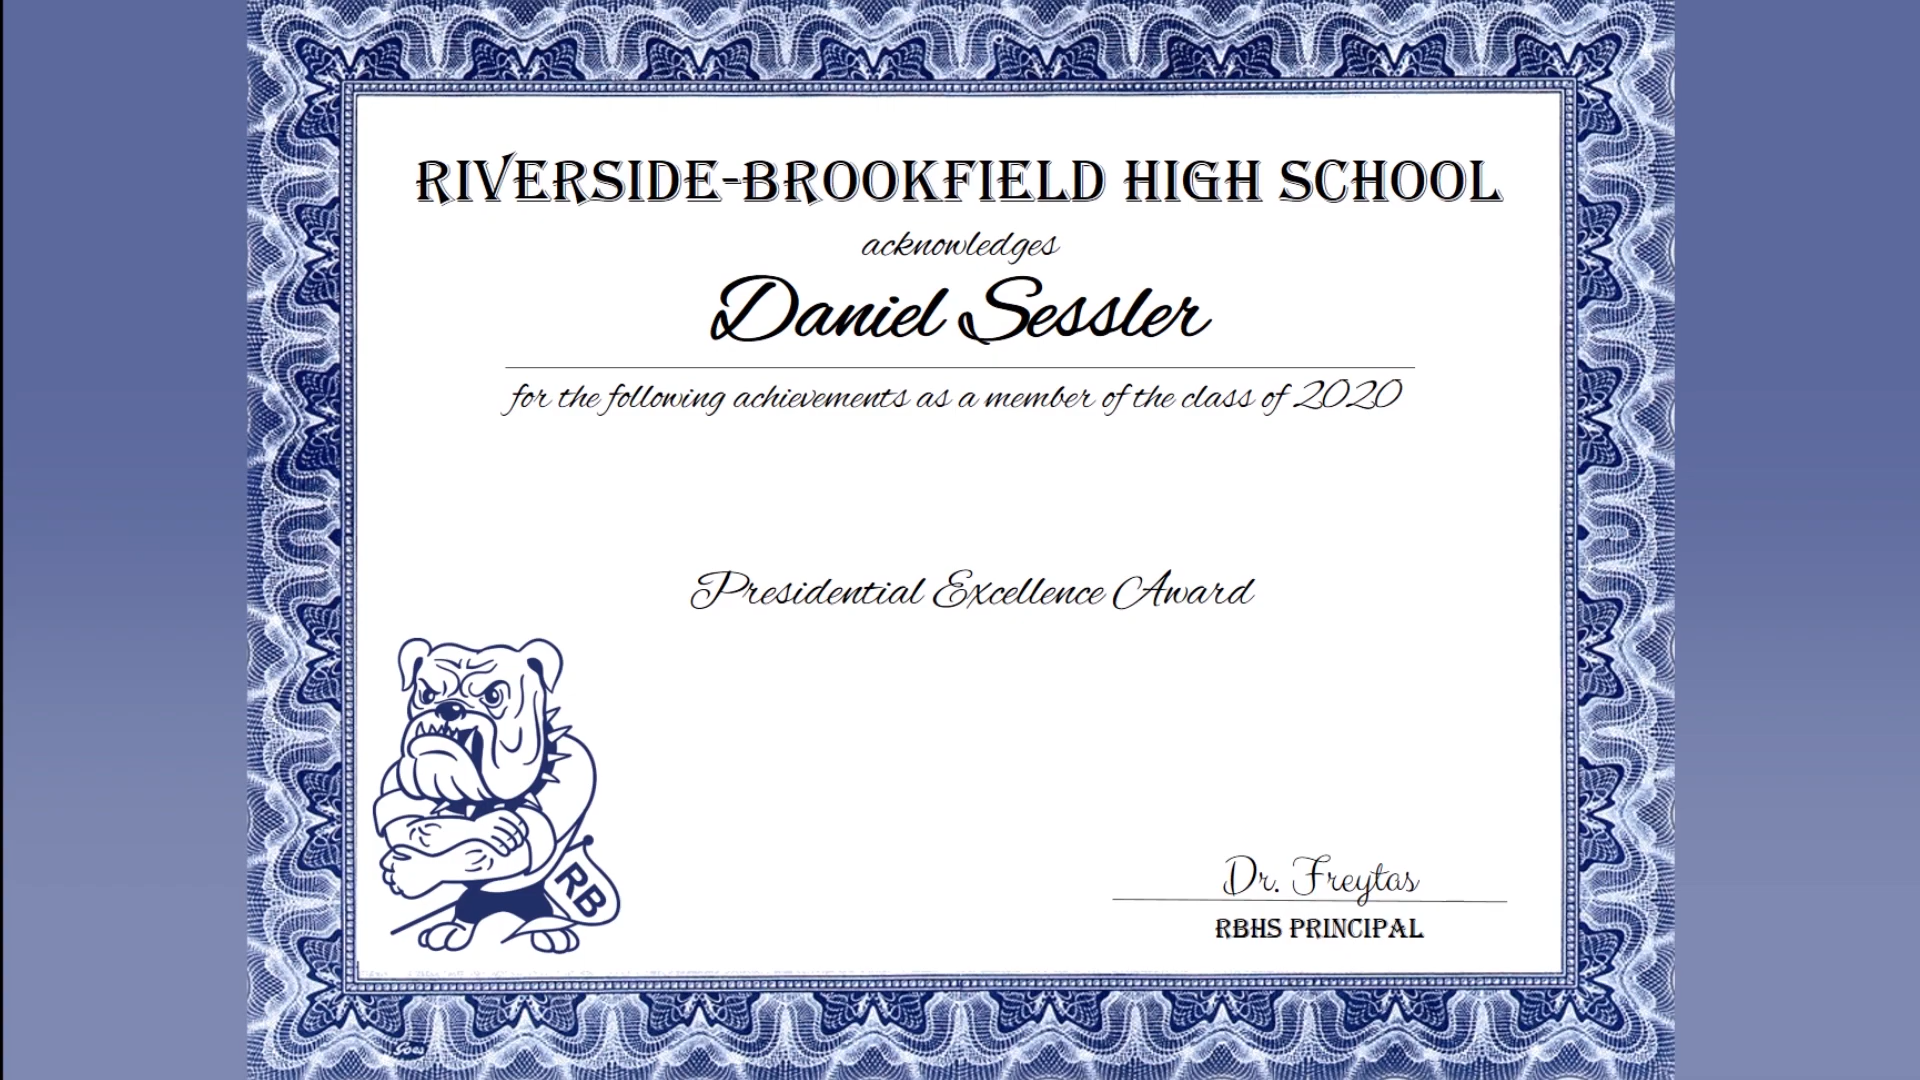 RIVERSIDE-BROOKFIELD HIGH SCHOOL
acknowledges
Daniel Sessler
for the following achievements as a member of the class of 2020
Presidential Excellence Award
RB
Dr. Freytas
RBHS PRINCIPAL
Goes